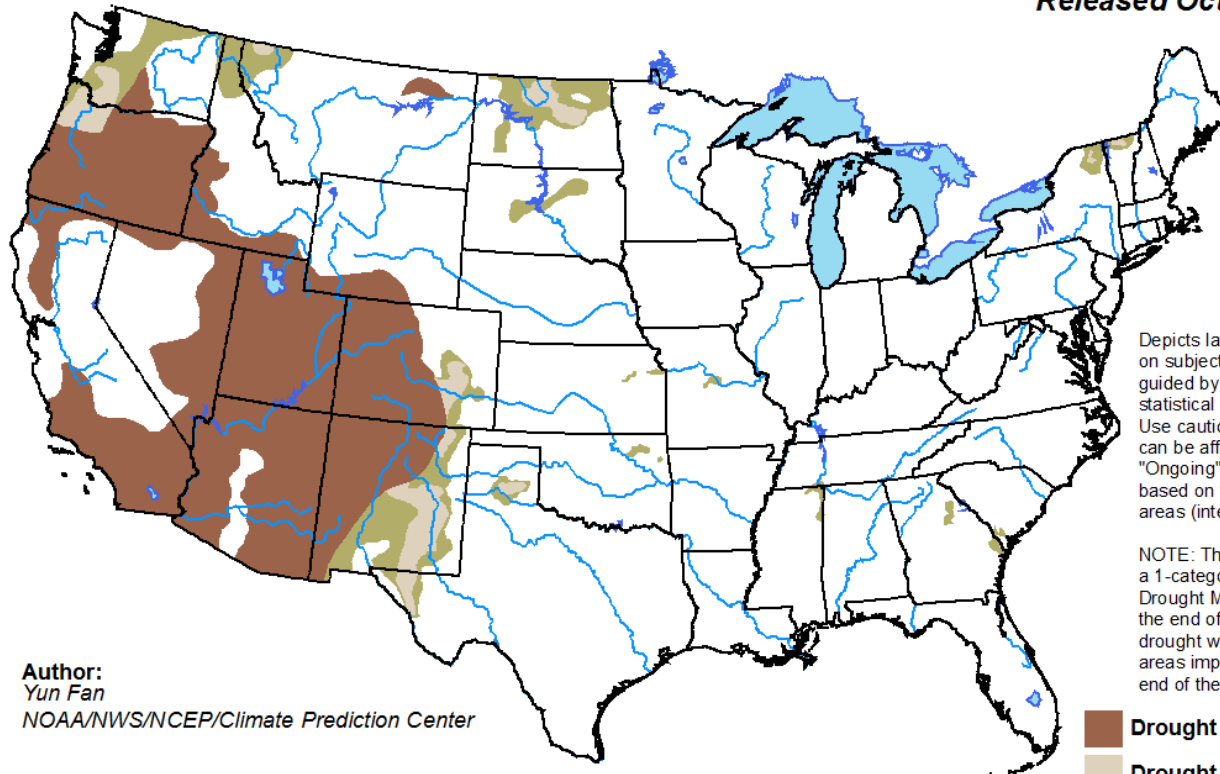 Released Oct
Depicts la
on subject
guided by
statistical
Use cautio
can be aff
"Ongoing"
based on
areas (inte
NOTE: Th
a 1-catego
Drought M
the end of
drought w
areas imp
end of the
Author:
Yun Fan
NOAA/NWS/NCEP/Climate Prediction Center
Drought
Drought